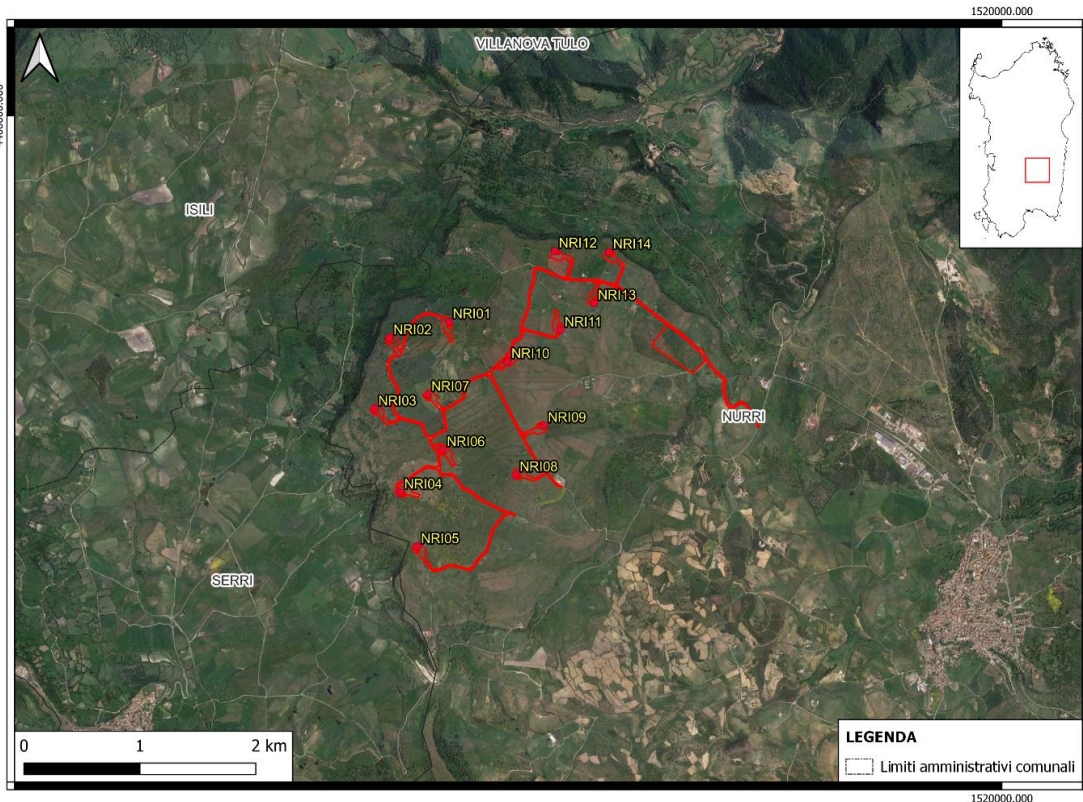 1520000.000
VILLANOVA TULO
ISILI
NRI12
NRI14
NRI13
NRI01
NRI11
NRI02
NRI10
NRI07
NRI03
NRI09
NURRI
NRI06
NRI08
NRI04
NRI05
SERRI
0 1 2 km
LEGENDA
Limiti amministrativi comunali
1520000.000